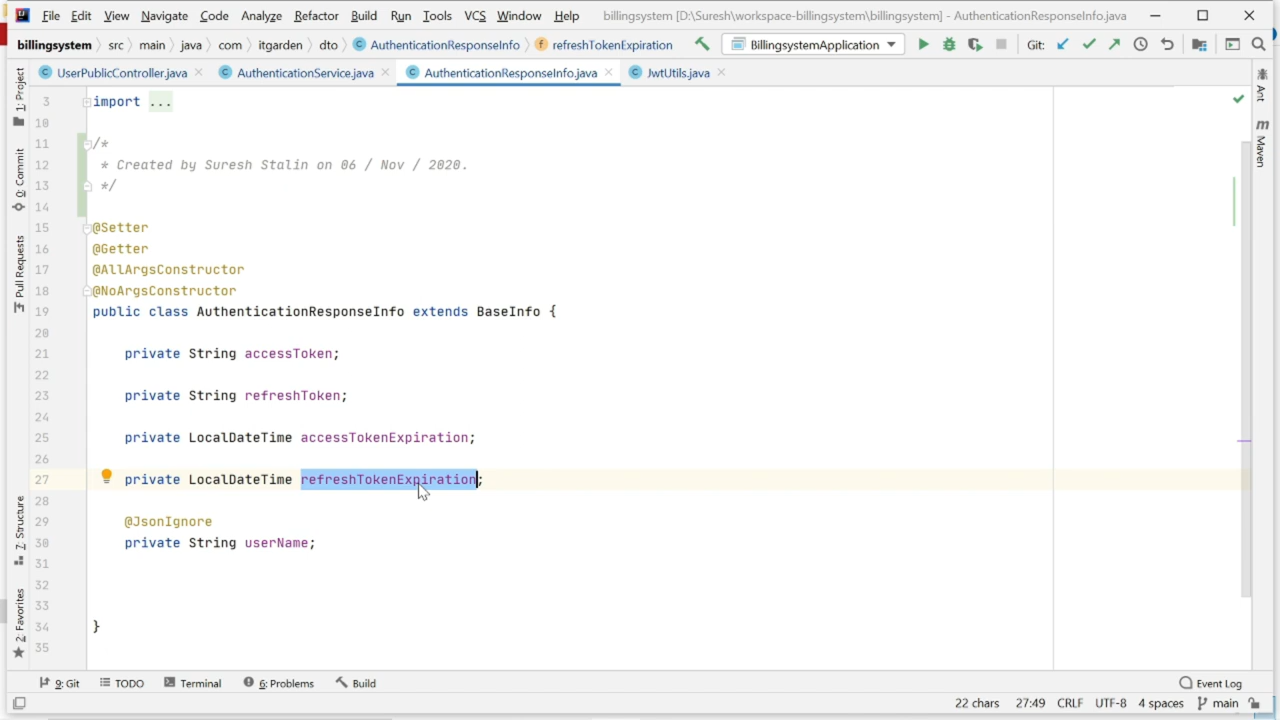 File Edit View Navigate Code Analyze Refactor Build Run Tools VCS Window Help billingsystem [D:\Suresh\workspace-billingsystem\billingsystem] - AuthenticationResponseInfo.java
billingsystem src main java com itgarden dto AuthenticationResponseInfo refreshTokenExpiration BillingsystemApplication Git:
UserPublicController.java AuthenticationService.java AuthenticationResponseInfo.java JwtUtils.java
1: Project
0: Commit
Pull Requests
7: Structure
2: Favorites
Ant
Maven
3 import ...
10
11 /*
12 * Created by Suresh Stalin on 06 / Nov / 2020.
13 */
14
15 @Setter
16 @Getter
17 @AllArgsConstructor
18 @NoArgsConstructor
19 public class AuthenticationResponseInfo extends BaseInfo {
20
21 private String accessToken;
22
23 private String refreshToken;
24
25 private LocalDateTime accessTokenExpiration;
26
27 private LocalDateTime refreshTokenExpiration;
28
29 @JsonIgnore
30 private String userName;
31
32
33
34 }
35
9: Git TODO Terminal 6: Problems Build Event Log
22 chars 27:49 CRLF UTF-8 4 spaces main